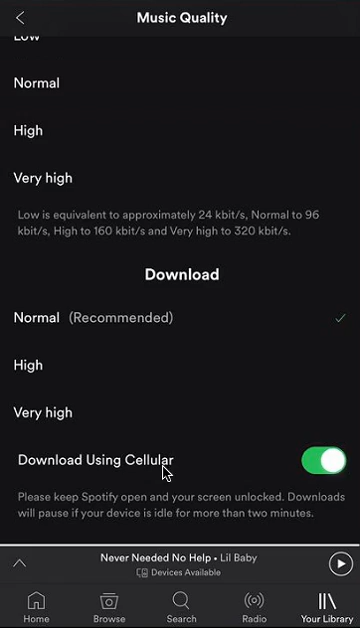 Music Quality
Low
Normal
High
Very high
Low is equivalent to approximately 24 kbit/s, Normal to 96
kbit/s, High to 160 kbit/s and Very high to 320 kbit/s.
Download
Normal (Recommended)
High
Very high
Download Using Cellular
Please keep Spotify open and your screen unlocked. Downloads
will pause if your device is idle for more than two minutes.
Never Needed No Help • Lil Baby
Devices Available
Home Browse Search Radio Your Library